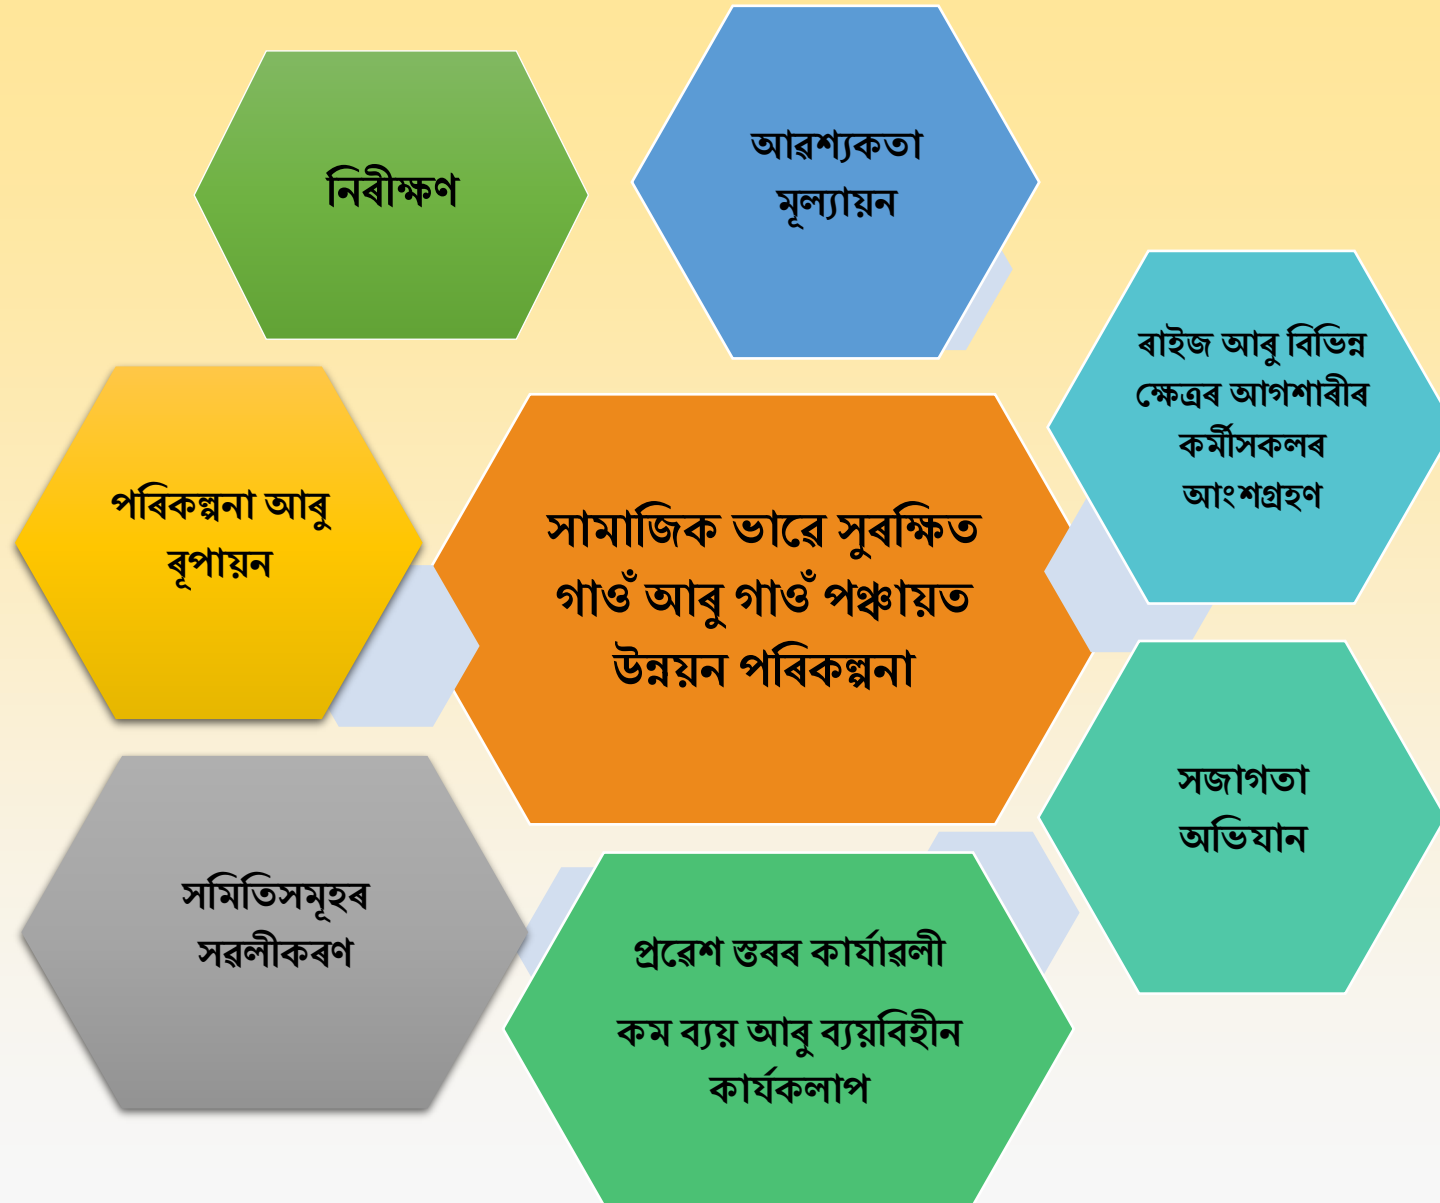 নিৰীক্ষণ
আৱশ্যকতা
মূল্যায়ন
ৰাইজ আৰু বিভিন্ন
ক্ষেত্ৰৰ আগশাৰীৰ
কৰ্মীসকলৰ
আংশগ্ৰহণ
পৰিকল্পনা আৰু
ৰূপায়ন
সামাজিক ভাৱে সুৰক্ষিত
গাওঁ আৰু গাওঁ পঞ্চায়ত
উন্নয়ন পৰিকল্পনা
সজাগতা
অভিযান
সমিতিসমূহৰ
সৱলীকৰণ
প্ৰৱেশ স্তৰৰ কাৰ্যাৱলী
কম ব্যয় আৰু ব্যয়বিহীন
কাৰ্যকলাপ